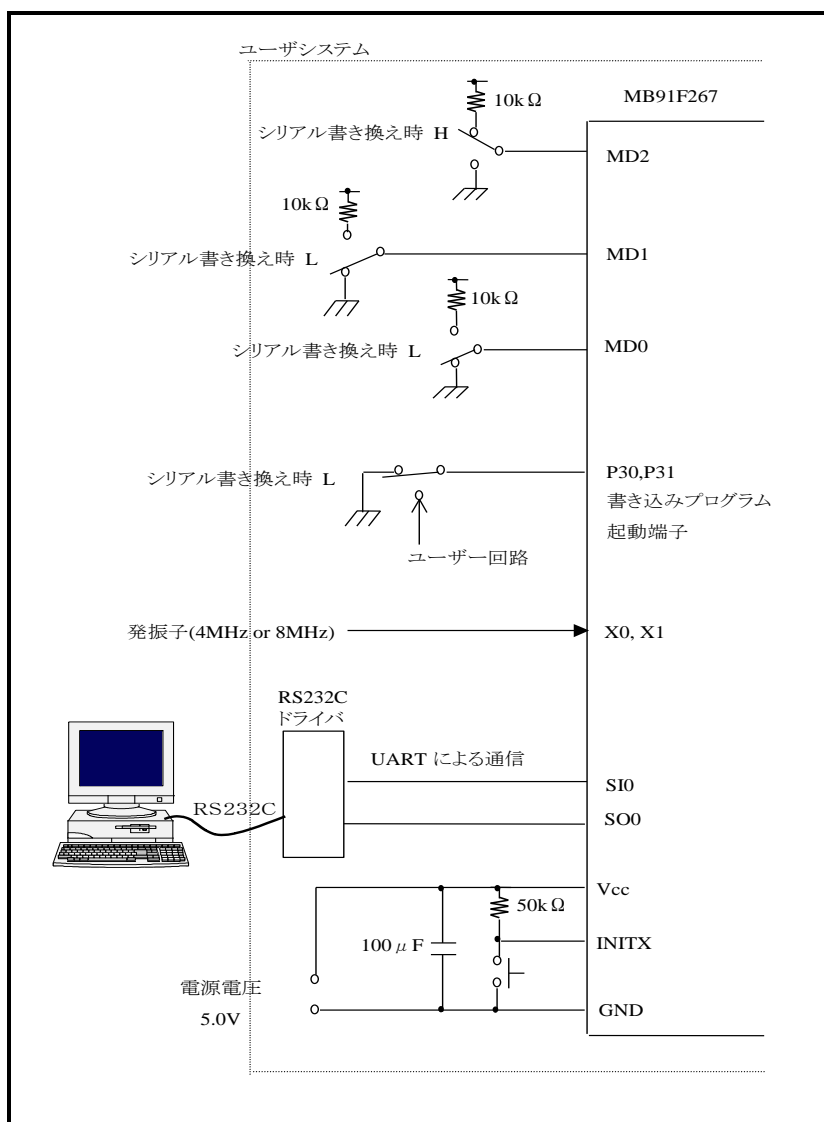 ユーザシステム
MB91F267
10kΩ
シリアル書き換え時 H
MD2
10kΩ
シリアル書き換え時 L
MD1
10kΩ
シリアル書き換え時 L
MD0
シリアル書き換え時 L
P30,P31
書き込みプログラム
起動端子
ユーザー回路
発振子(4MHz or 8MHz)
X0, X1
RS232C
ドライバ
UART による通信
SI0
RS232C
SO0
Vcc
50kΩ
100μF
INITX
電源電圧
5.0V
GND